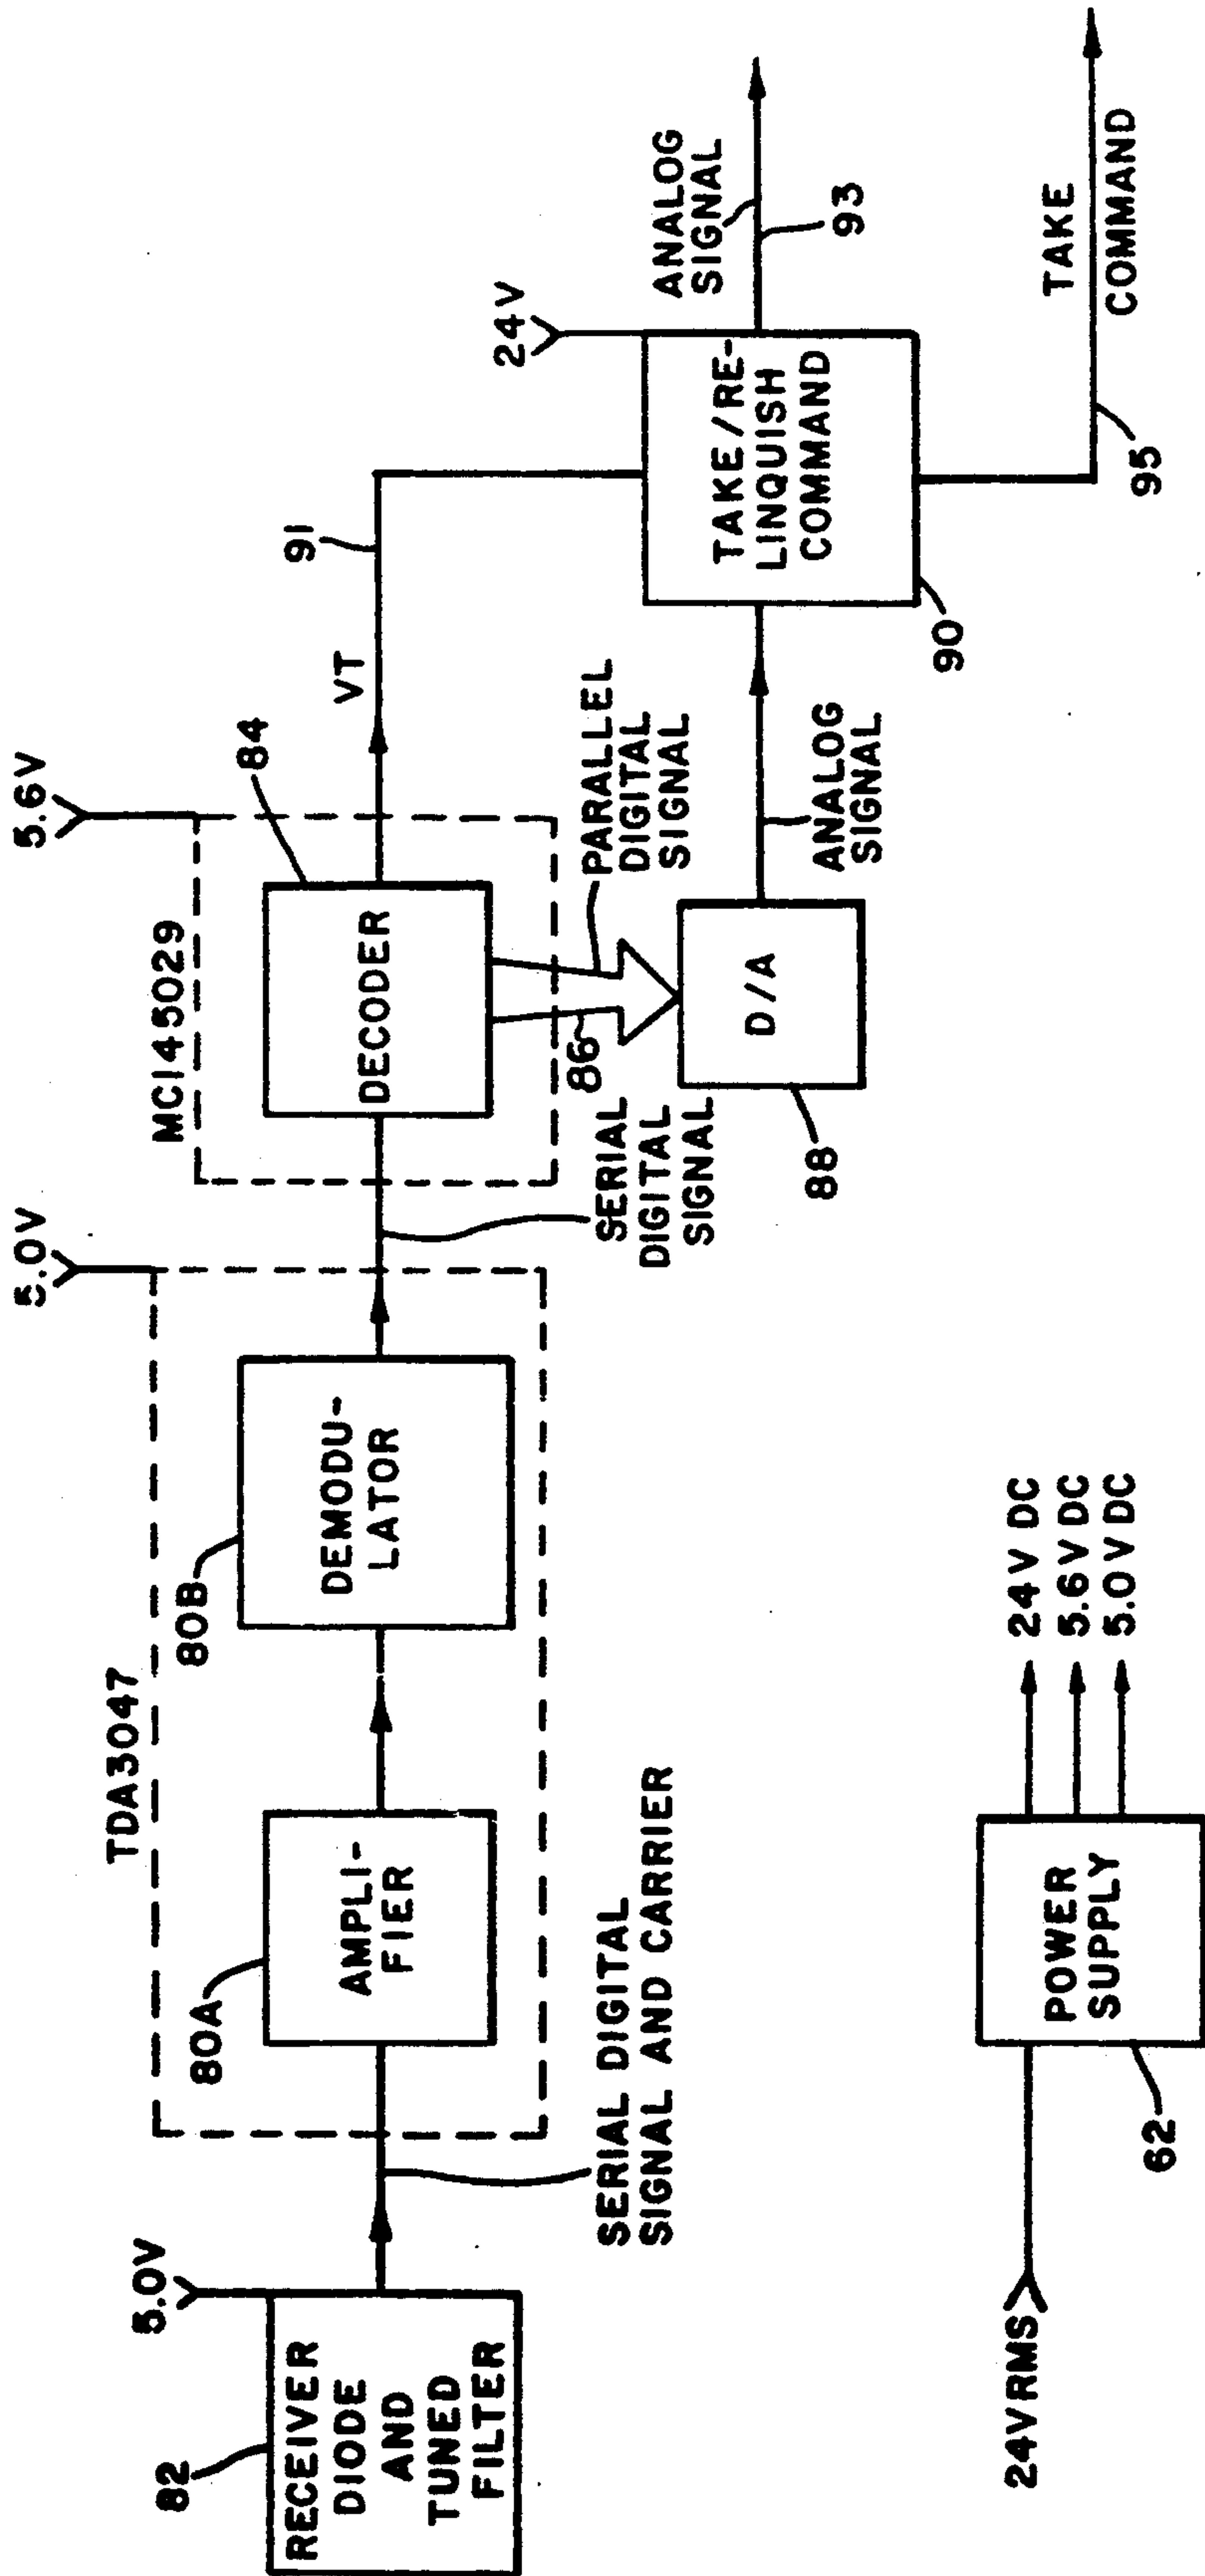 82
RECEIVER
DIODE
AND
TUNED
FILTER
5.0V
SERIAL DIGITAL
SIGNAL AND CARRIER
TDA3047
80A
AMPLI-
FIER
80B
DEMODU-
LATOR
5.0V
SERIAL
DIGITAL
SIGNAL
MC145029
DECODER
84
5.6V
86
PARALLEL
DIGITAL
SIGNAL
D/A
88
VT
91
ANALOG
SIGNAL
TAKE/RE-
LINQUISH
COMMAND
90
24V
ANALOG
SIGNAL
93
TAKE
COMMAND
95
24VRMS
POWER
SUPPLY
62
24V DC
5.6V DC
5.0V DC